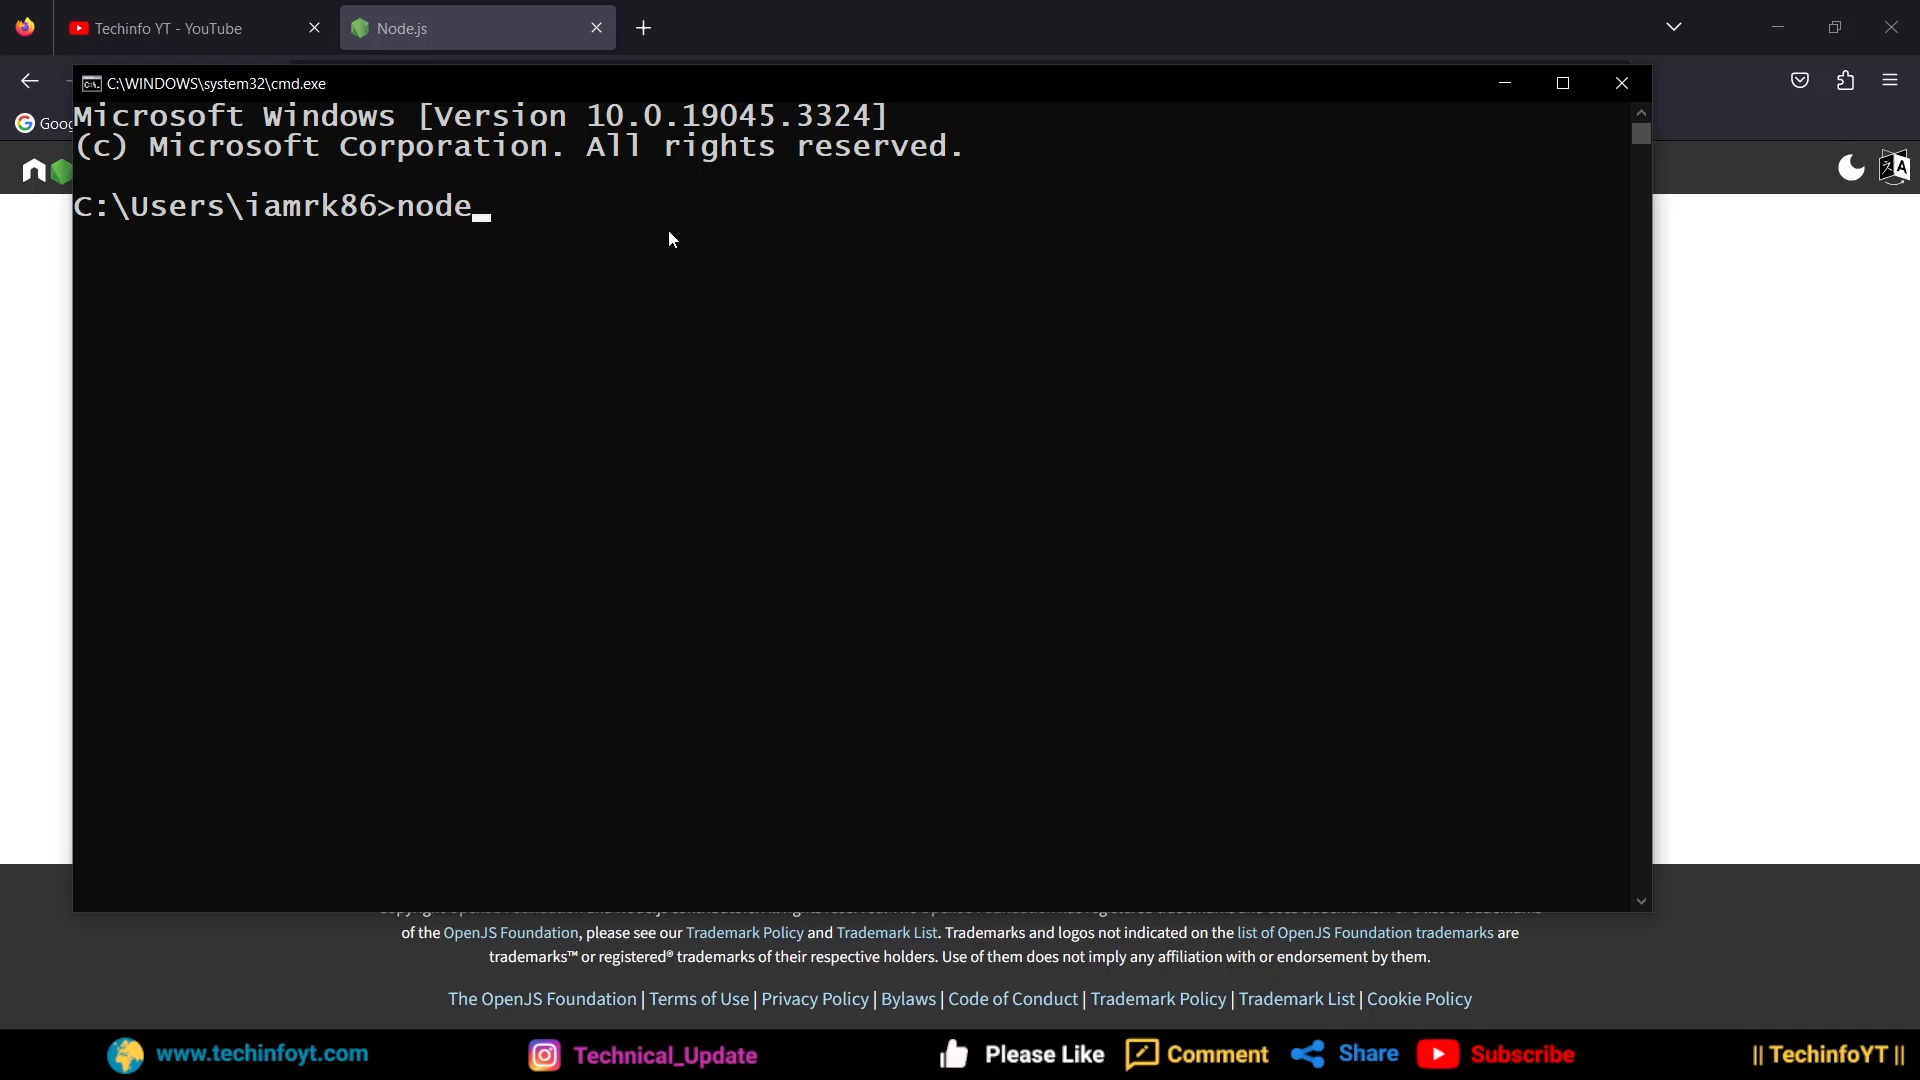 Techinfo YT - YouTube
Node.js
C:\WINDOWS\system32\cmd.exe
Goo
Microsoft Windows [Version 10.0.19045.3324]
(c) Microsoft Corporation. All rights reserved.
C:\Users\iamrk86>node
of the OpenJS Foundation, please see our Trademark Policy and Trademark List. Trademarks and logos not indicated on the list of OpenJS Foundation trademarks are
trademarks™ or registered® trademarks of their respective holders. Use of them does not imply any affiliation with or endorsement by them.
The OpenJS Foundation | Terms of Use | Privacy Policy | Bylaws | Code of Conduct | Trademark Policy | Trademark List | Cookie Policy
www.techinfoyt.com Technical_Update Please Like Comment Share Subscribe || TechinfoYT ||